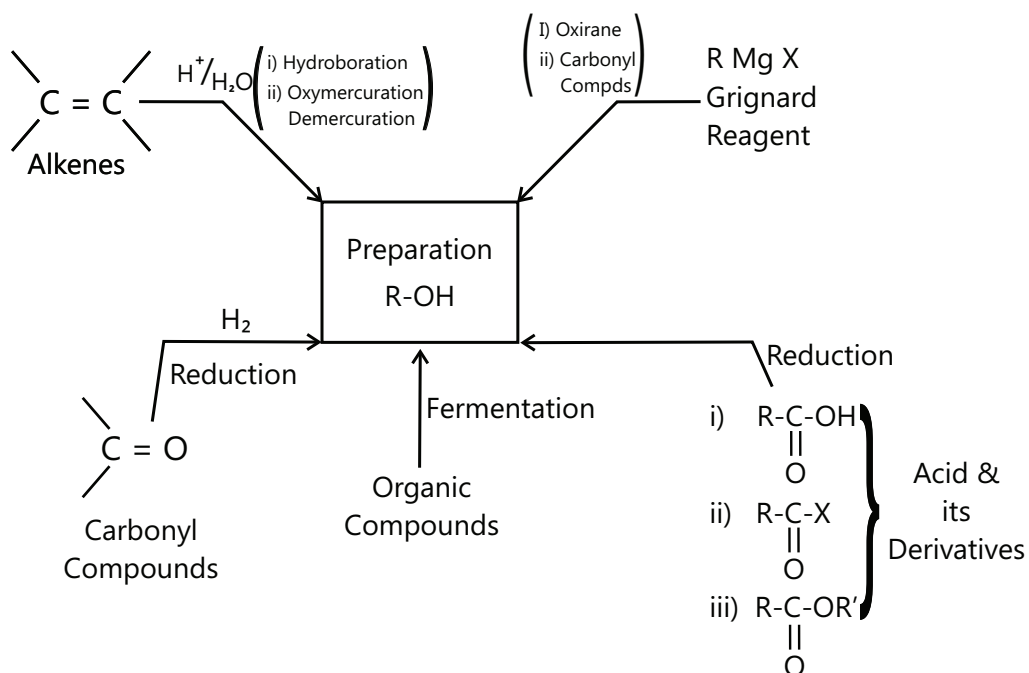 H⁺/H₂O
i) Hydroboration
ii) Oxymercuration
Demercuration
C = C
Alkenes
I) Oxirane
ii) Carbonyl
Compds
R Mg X
Grignard
Reagent
Preparation
R-OH
H₂
Reduction
C = O
Carbonyl
Compounds
Fermentation
Organic
Compounds
Reduction
i) R-C-OH
O
ii) R-C-X
O
iii) R-C-OR′
O
Acid &
its
Derivatives